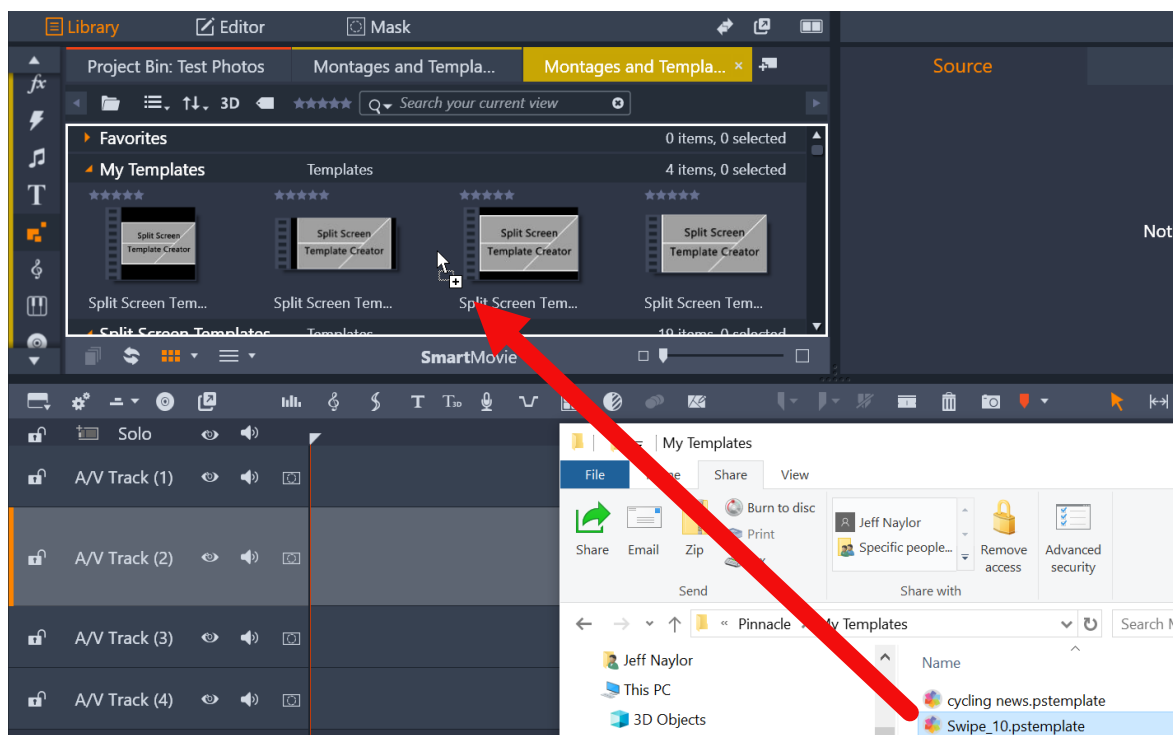 Library Editor Mask
Project Bin: Test Photos Montages and Templa... Montages and Templa... ×
Source
fx 3D Search your current view
Favorites 0 items, 0 selected
My Templates Templates 4 items, 0 selected
T
Split Screen Template Creator
Split Screen Template Creator
Split Screen Template Creator
Split Screen Template Creator
Not
Split Screen Tem... Split Screen Tem... Split Screen Tem... Split Screen Tem...
Split Screen Templates Templates 19 items, 0 selected
SmartMovie
T T3D
Solo
My Templates
A/V Track (1)
File Share View
Burn to disc
Print
Jeff Naylor
Specific people...
Share Email Zip Remove access Advanced security
A/V Track (2)
Send Share with
A/V Track (3)
« Pinnacle My Templates Search
Jeff Naylor
Name
This PC
A/V Track (4)
cycling news.pstemplate
3D Objects
Swipe_10.pstemplate